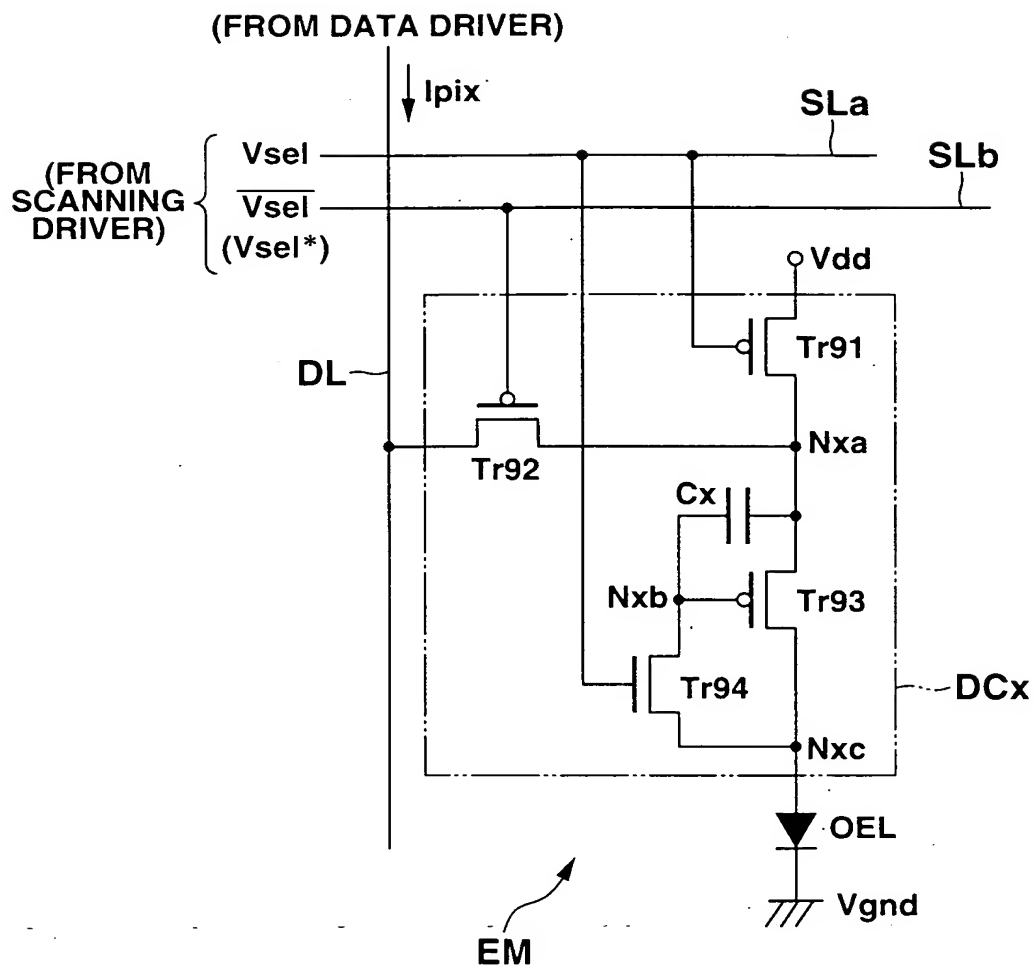 (FROM DATA DRIVER)
Ipix
SLa
Vsel
SLb
(FROM
SCANNING
DRIVER)
Vsel
(Vsel*)
Vdd
Tr91
DL
Nxa
Tr92
Cx
Nxb
Tr93
Tr94
DCx
Nxc
OEL
Vgnd
EM